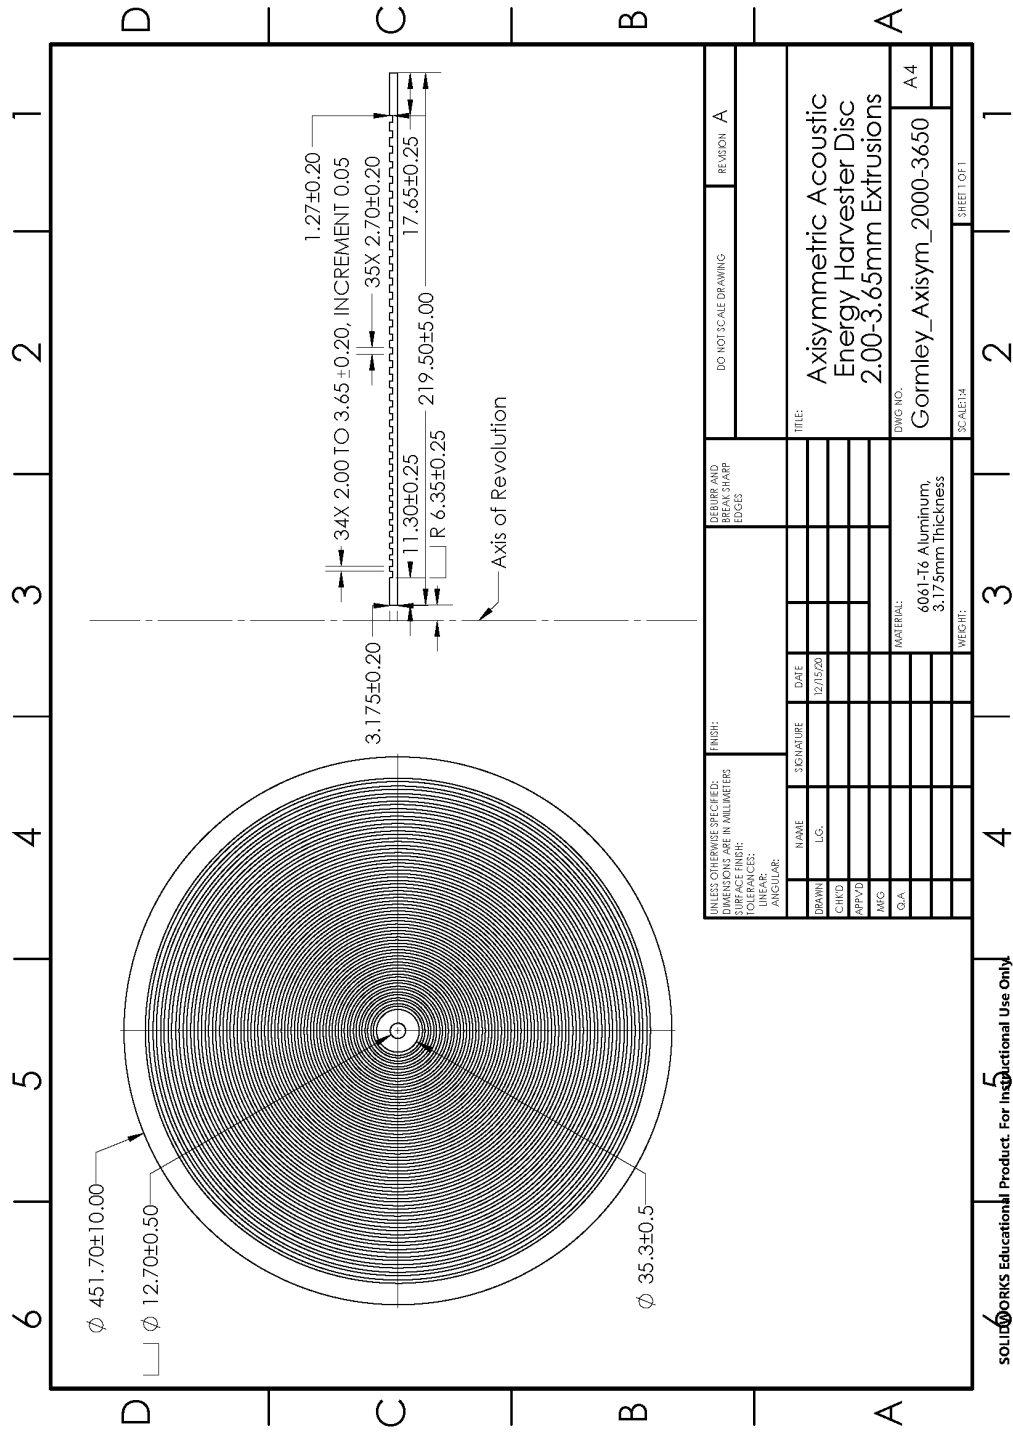 6
5
4
3
2
1
D
C
B
A
⌀ 451.70±10.00
⌀ 12.70±0.50
⌀ 35.3±0.5
1.27±0.20
34X 2.00 TO 3.65±0.20, INCREMENT 0.05
35X 2.70±0.20
3.175±0.20
17.65±0.25
219.50±5.00
11.30±0.25
R 6.35±0.25
Axis of Revolution
UNLESS OTHERWISE SPECIFIED:
DIMENSIONS ARE IN MILLIMETERS
SURFACE FINISH:
TOLERANCES:
LINEAR:
ANGULAR:
FINISH:
DEBURR AND
BREAK SHARP
EDGES
DO NOT SCALE DRAWING
REVISION A
NAME
SIGNATURE
DATE
DRAWN
L.G.
12/15/20
CHK'D
APPV'D
MFG
Q.A
TITLE:
Axisymmetric Acoustic
Energy Harvester Disc
2.00-3.65mm Extrusions
MATERIAL:
6061-T6 Aluminum,
3.175mm Thickness
DWG NO.
Gormley_Axisym_2000-3650
A4
WEIGHT:
SCALE:1:4
SHEET 1 OF 1
D
C
B
A
6
5
4
3
2
1
SOLIDWORKS Educational Product. For Instructional Use Only.